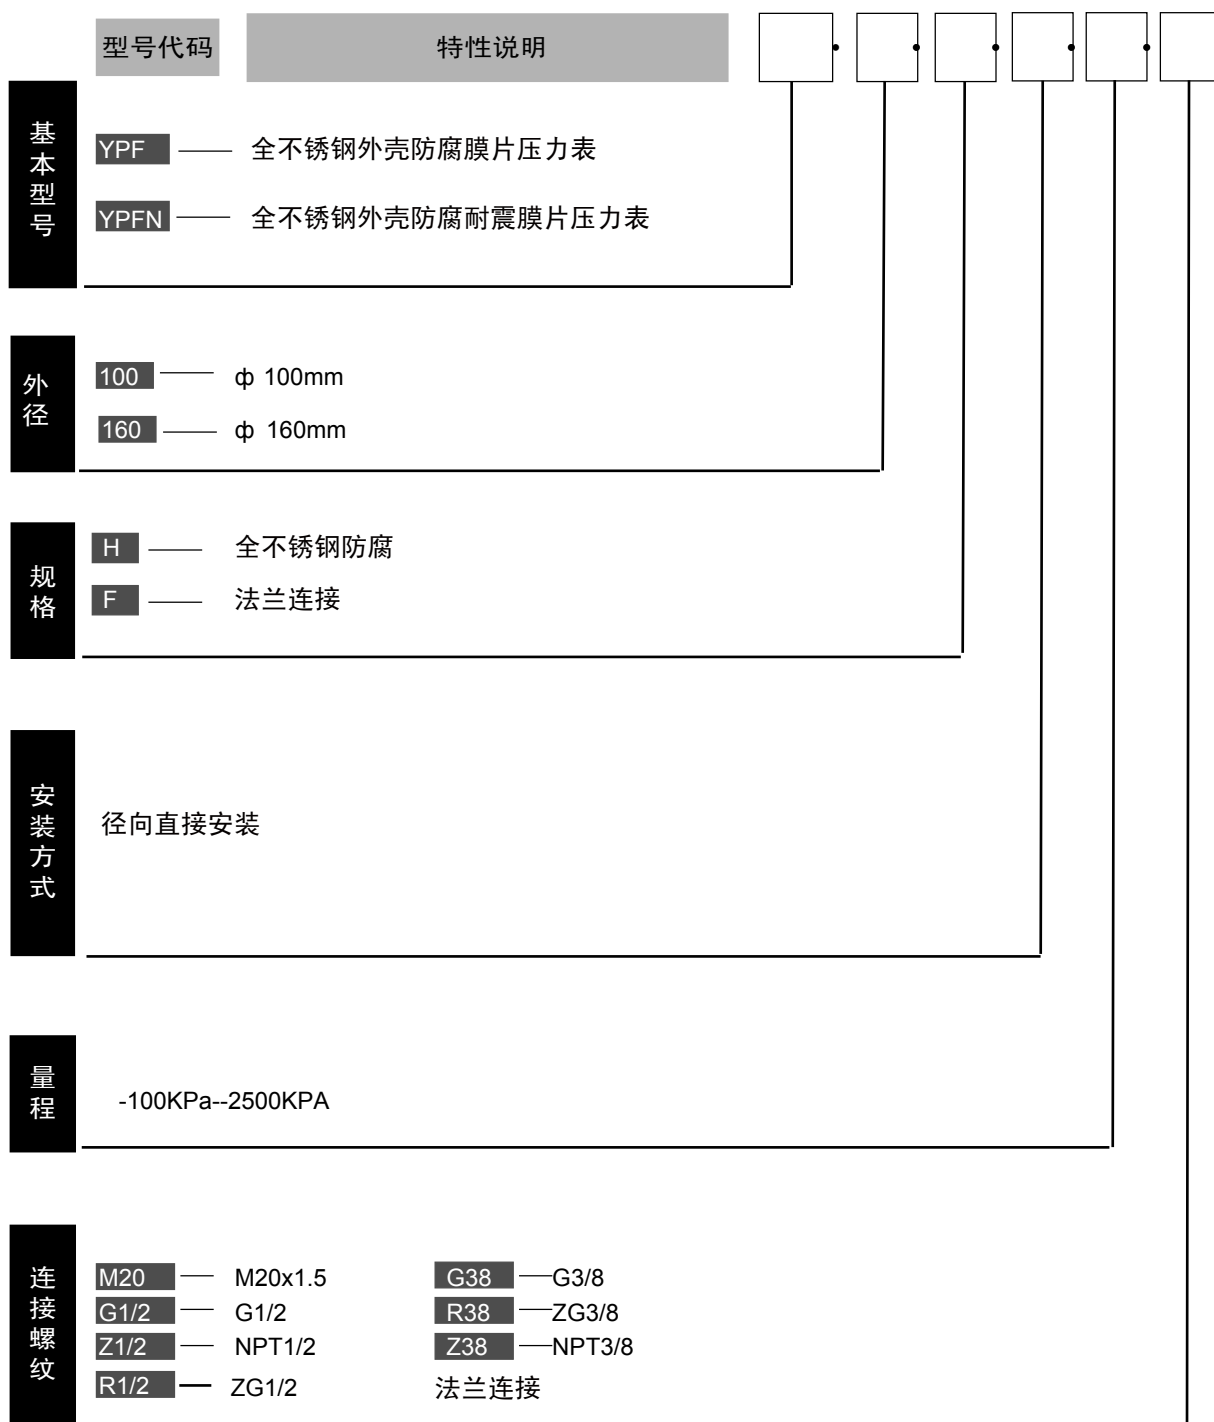 型号代码 特性说明
基本型号
YPF 全不锈钢外壳防腐膜片压力表
YPFN 全不锈钢外壳防腐耐震膜片压力表
外径
100 ф 100mm
160 ф 160mm
规格
H 全不锈钢防腐
F 法兰连接
安装方式
径向直接安装
量程
-100KPa--2500KPA
连接螺纹
M20 M20x1.5 G38 G3/8
G1/2 G1/2 R38 ZG3/8
Z1/2 NPT1/2 Z38 NPT3/8
R1/2 ZG1/2 法兰连接